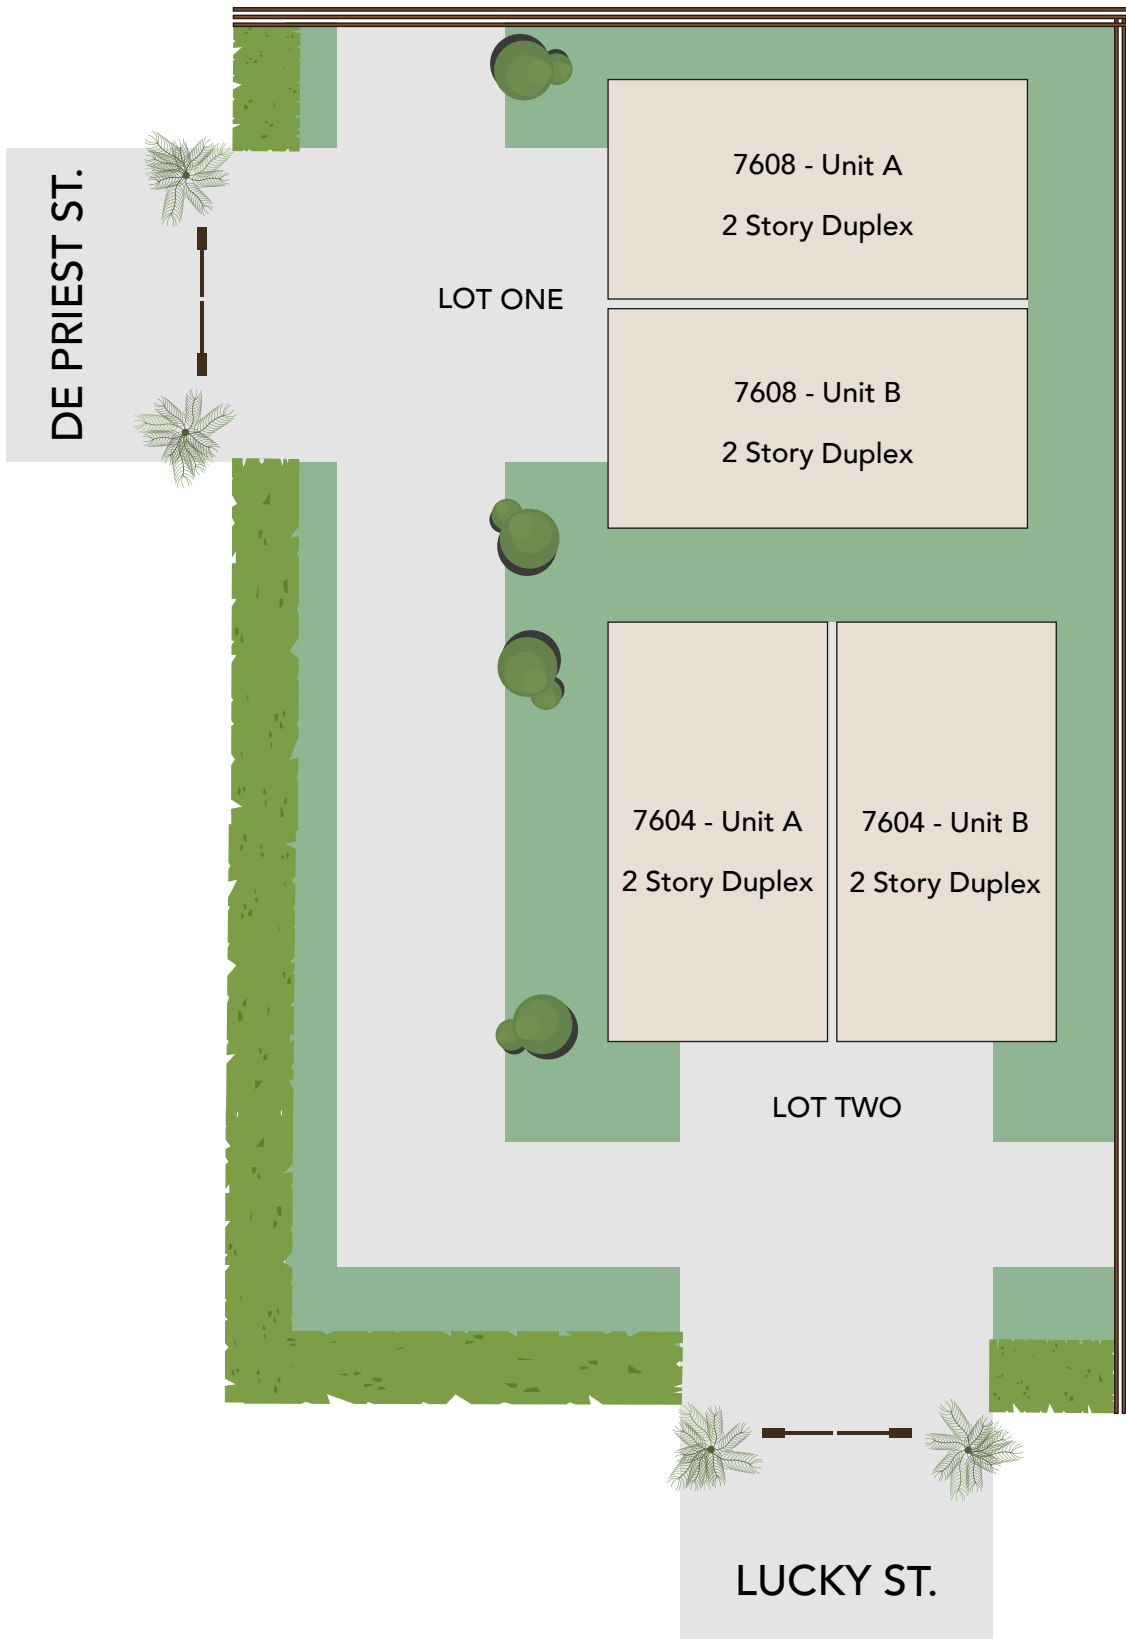 7608 - Unit A
2 Story Duplex
DE PRIEST ST.
LOT ONE
7608 - Unit B
2 Story Duplex
7604 - Unit A
2 Story Duplex
7604 - Unit B
2 Story Duplex
LOT TWO
LUCKY ST.